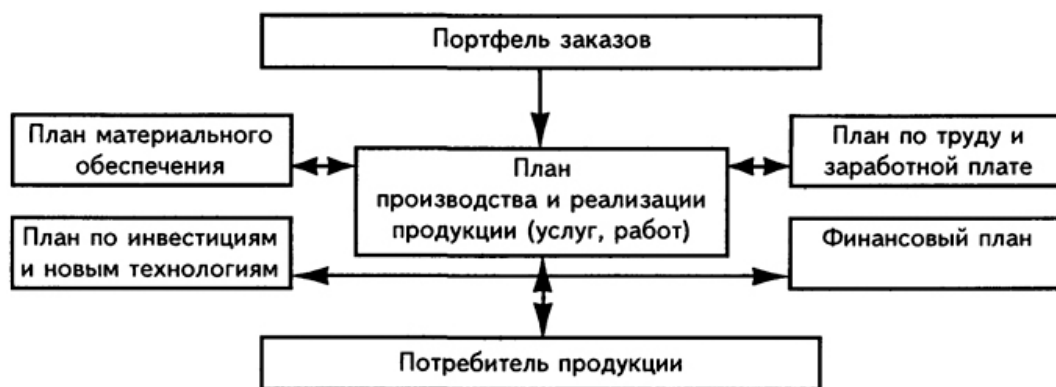 Портфель заказов
План материального
обеспечения
План
производства и реализации
продукции (услуг, работ)
План по труду и
заработной плате
План по инвестициям
и новым технологиям
Финансовый план
Потребитель продукции